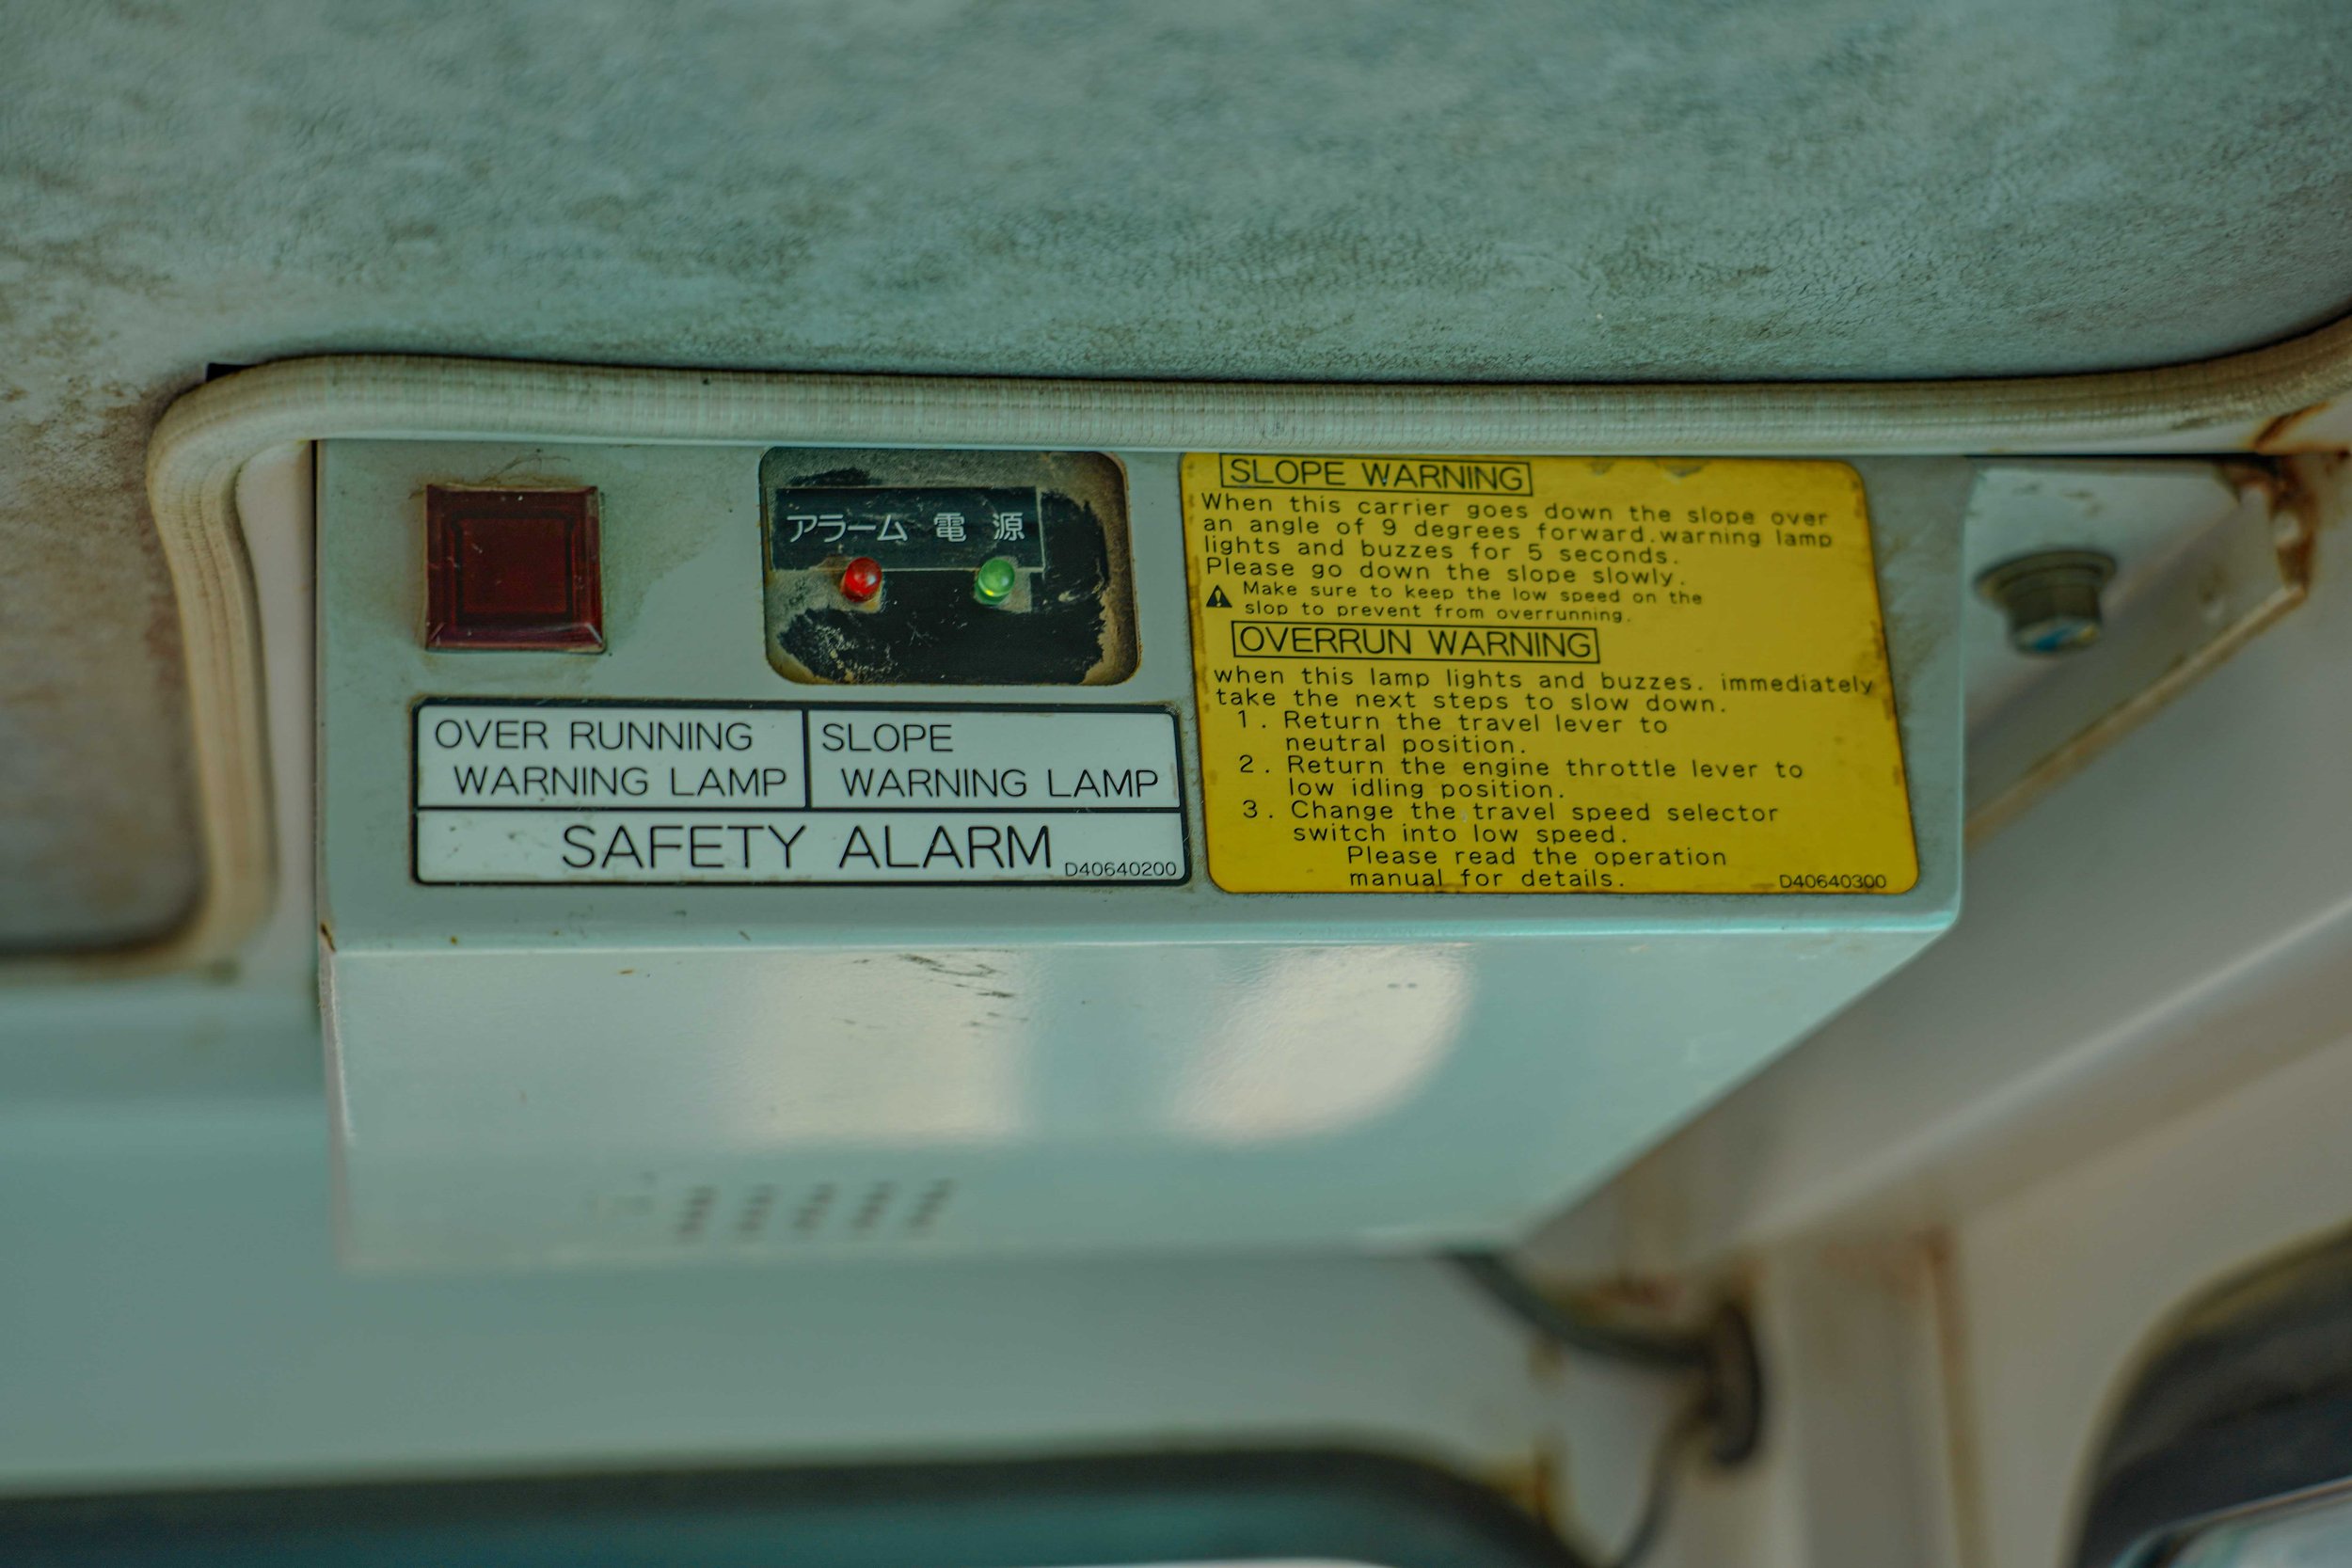 アラーム 電源
OVER RUNNING
WARNING LAMP
SLOPE
WARNING LAMP
SAFETY ALARM
D40640200
SLOPE WARNING
When this carrier goes down the slope over
an angle of 9 degrees forward.warning lamp
lights and buzzes for 5 seconds.
Please go down the slope slowly.
Make sure to keep the low speed on the
slop to prevent from overrunning.
OVERRUN WARNING
when this lamp lights and buzzes. immediately
take the next steps to slow down.
1. Return the travel lever to
neutral position.
2. Return the engine throttle lever to
low idling position.
3. Change the travel speed selector
switch into low speed.
Please read the operation
manual for details.
D40640300